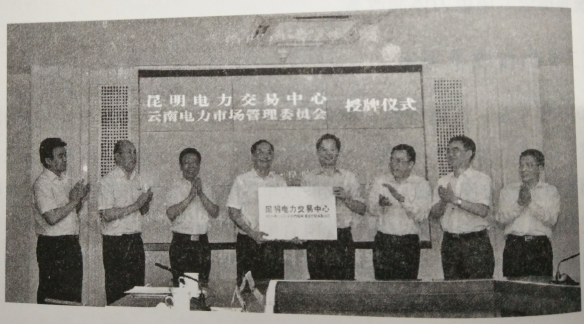 昆明电力交易中心
云南电力市场管理委员会
授牌仪式
昆明电力交易中心